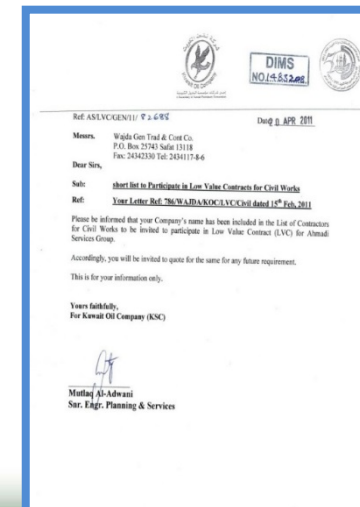 DIMS
NO.1485208
Ref: AS/LVC/GEN/11/ 82688
APR 2011
Messrs. Wajda Gen Trad & Cont Co.
P.O. Box 25743 Safat 13118
Fax: 24342330 Tel: 2434117-8-6
Dear Sirs,
Sub: short list to Participate in Low Value Contracts for Civil Works
Ref: Your Letter Ref: 786/WAJDA/KOC/LVC/Civil dated 15th Feb, 2011
Please be informed that your Company's name has been included in the List of Contractors
for Civil Works to be invited to participate in Low Value Contract (LVC) for Ahmadi
Services Group.
Accordingly, you will be invited to quote for the same for any future requirement.
This is for your information only.
Yours faithfully,
For Kuwait Oil Company (KSC)
Mutlaq Al-Adwani
Snr. Engr. Planning & Services